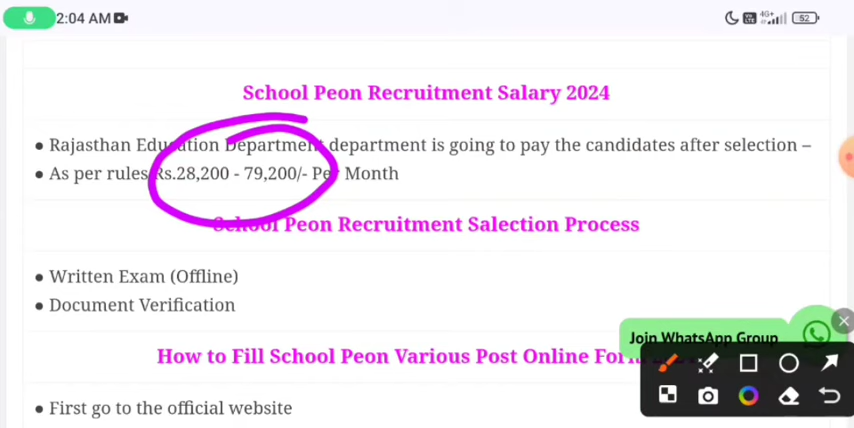 2:04 AM
4G+
52
School Peon Recruitment Salary 2024
● Rajasthan Education Department department is going to pay the candidates after selection –
● As per rules Rs.28,200 - 79,200/- Per Month
School Peon Recruitment Salection Process
● Written Exam (Offline)
● Document Verification
Join WhatsApp Group
How to Fill School Peon Various Post Online
● First go to the official website